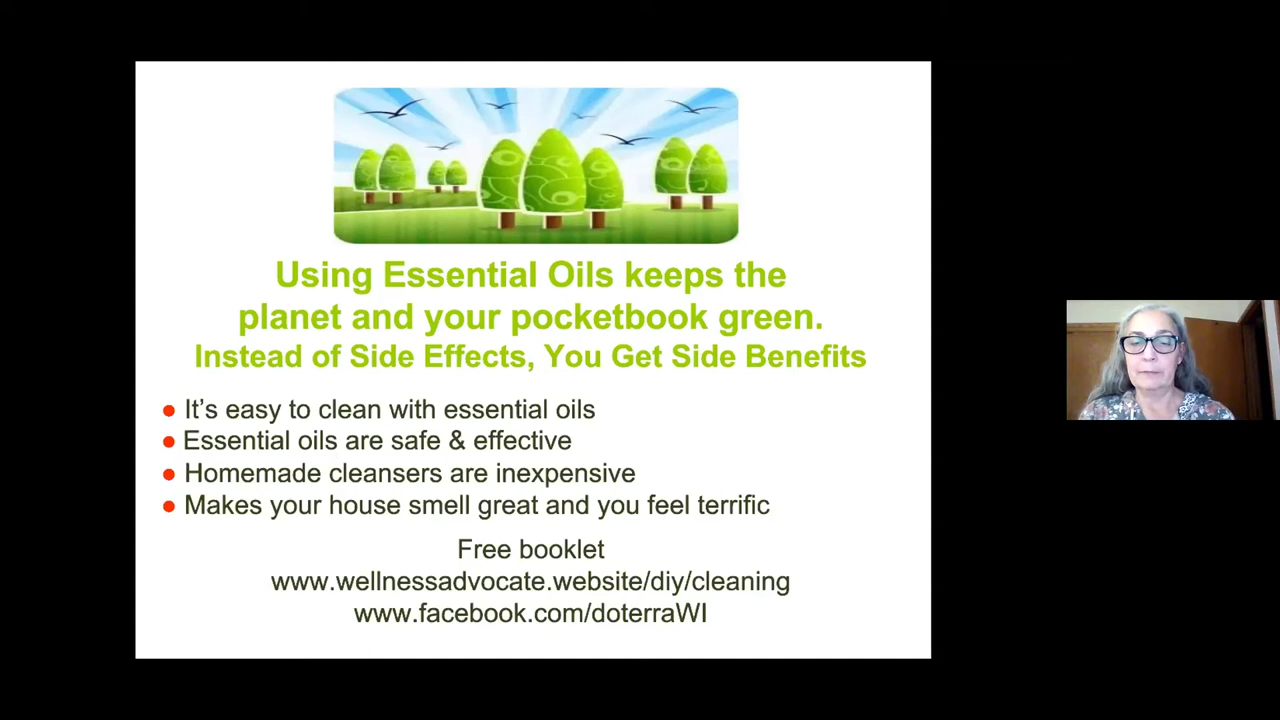 Using Essential Oils keeps the
planet and your pocketbook green.
Instead of Side Effects, You Get Side Benefits
● It’s easy to clean with essential oils
● Essential oils are safe & effective
● Homemade cleansers are inexpensive
● Makes your house smell great and you feel terrific
Free booklet
www.wellnessadvocate.website/diy/cleaning
www.facebook.com/doterraWI